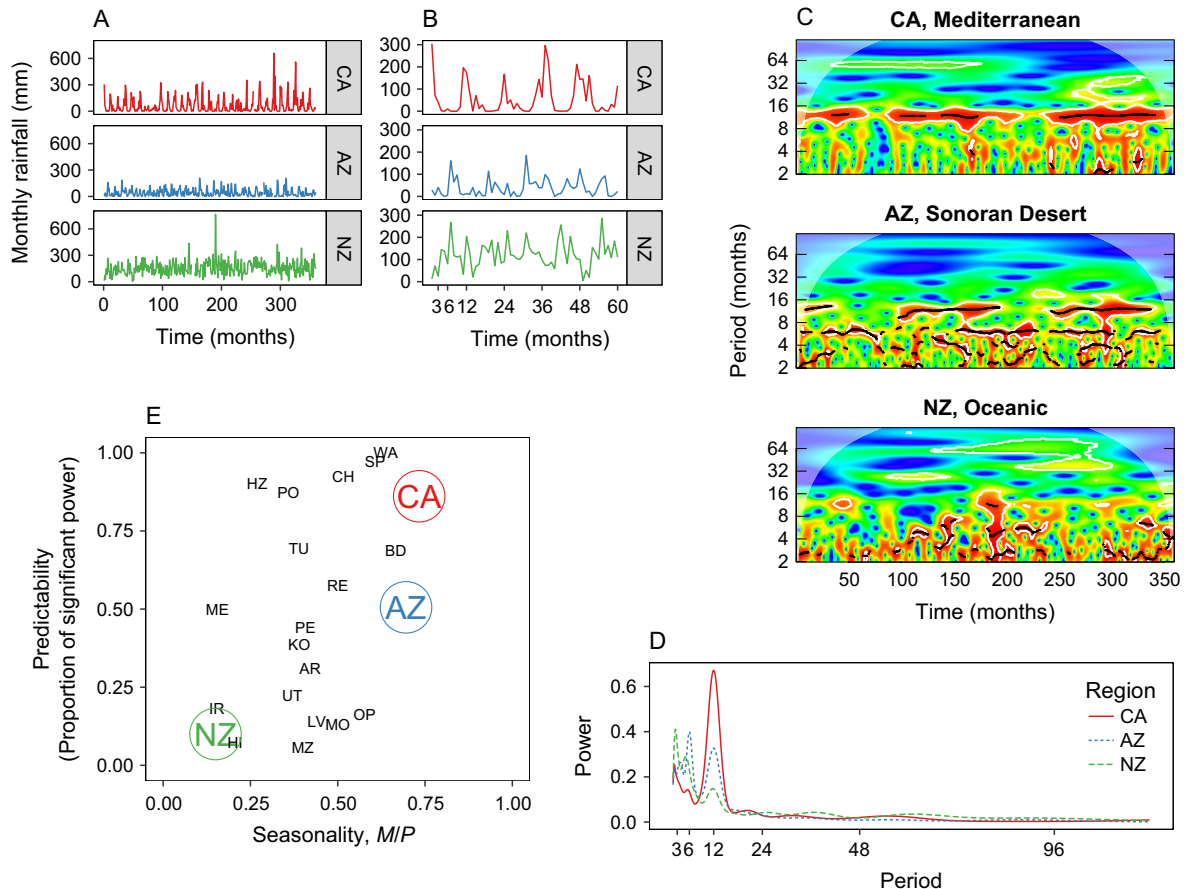 A
Monthly rainfall (mm)
600
300
0
CA
600
300
0
AZ
600
300
0
NZ
0
100
200
300
Time (months)
B
300
200
100
0
CA
300
200
100
0
AZ
300
200
100
0
NZ
3 6 12 24 36 48 60
Time (months)
C
CA, Mediterranean
64
32
16
8
4
2
AZ, Sonoran Desert
Period (months)
64
32
16
8
4
2
NZ, Oceanic
64
32
16
8
4
2
50 100 150 200 250 300 350
Time (months)
E
Predictability
(Proportion of significant power)
1.00
0.75
0.50
0.25
0.00
WA
SP
CH
HZ
PO
CA
TU
BD
RE
ME
AZ
PE
KO
AR
UT
IR
LV
MO
OP
NZ
HI
MZ
0.00 0.25 0.50 0.75 1.00
Seasonality, M/P
D
Power
0.6
0.4
0.2
0.0
Region
CA
AZ
NZ
3 6 12 24 48 96
Period